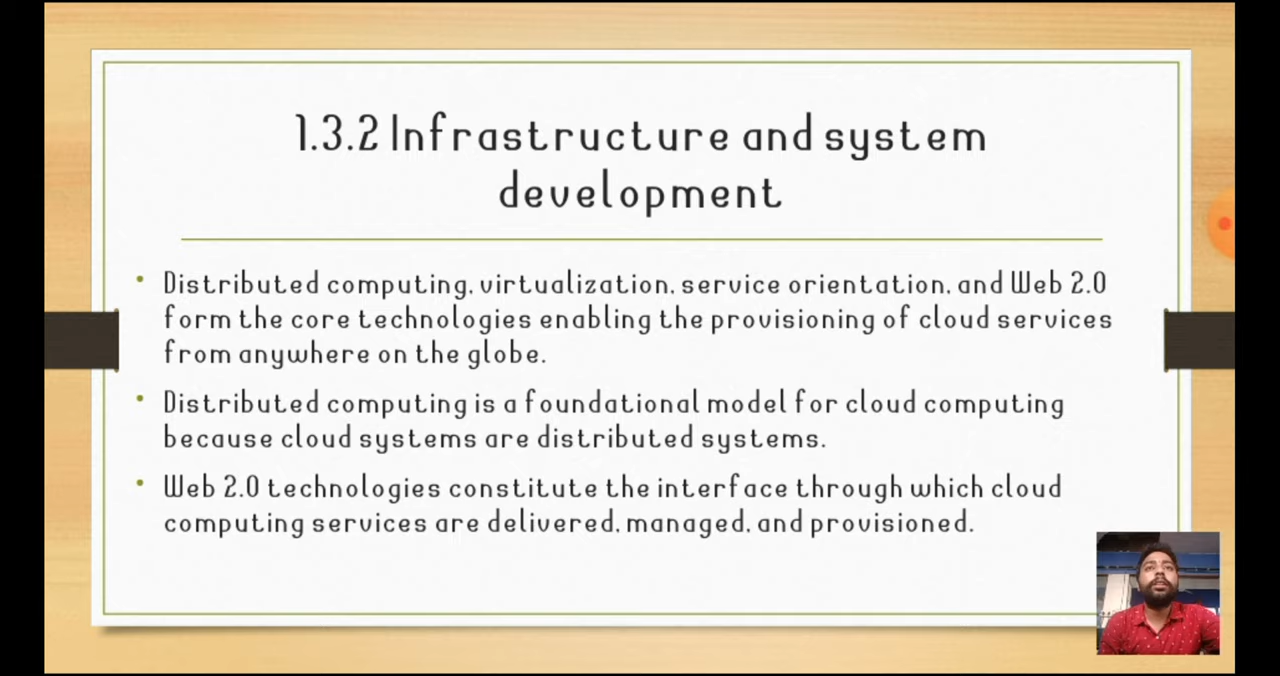 1.3.2 Infrastructure and system
development
• Distributed computing, virtualization, service orientation, and Web 2.0
form the core technologies enabling the provisioning of cloud services
from anywhere on the globe.
• Distributed computing is a foundational model for cloud computing
because cloud systems are distributed systems.
• Web 2.0 technologies constitute the interface through which cloud
computing services are delivered, managed, and provisioned.